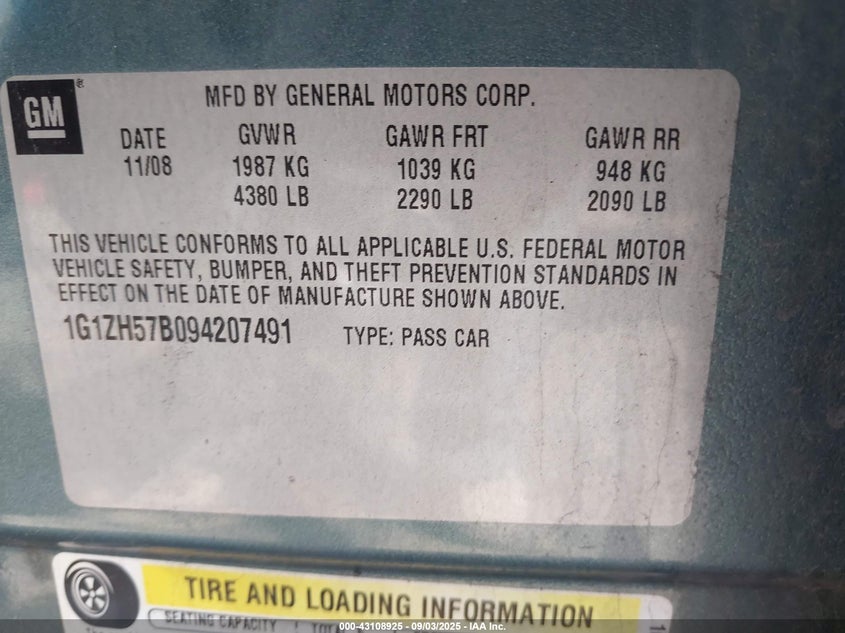 GM
MFD BY GENERAL MOTORS CORP.
DATE GVWR GAWR FRT GAWR RR
11/08 1987 KG 1039 KG 948 KG
4380 LB 2290 LB 2090 LB
THIS VEHICLE CONFORMS TO ALL APPLICABLE U.S. FEDERAL MOTOR
VEHICLE SAFETY, BUMPER, AND THEFT PREVENTION STANDARDS IN
EFFECT ON THE DATE OF MANUFACTURE SHOWN ABOVE.
1G1ZH57B094207491 TYPE: PASS CAR
TIRE AND LOADING INFORMATION
SEATING CAPACITY
000-43108925 - 09/03/2025 - IAA Inc.